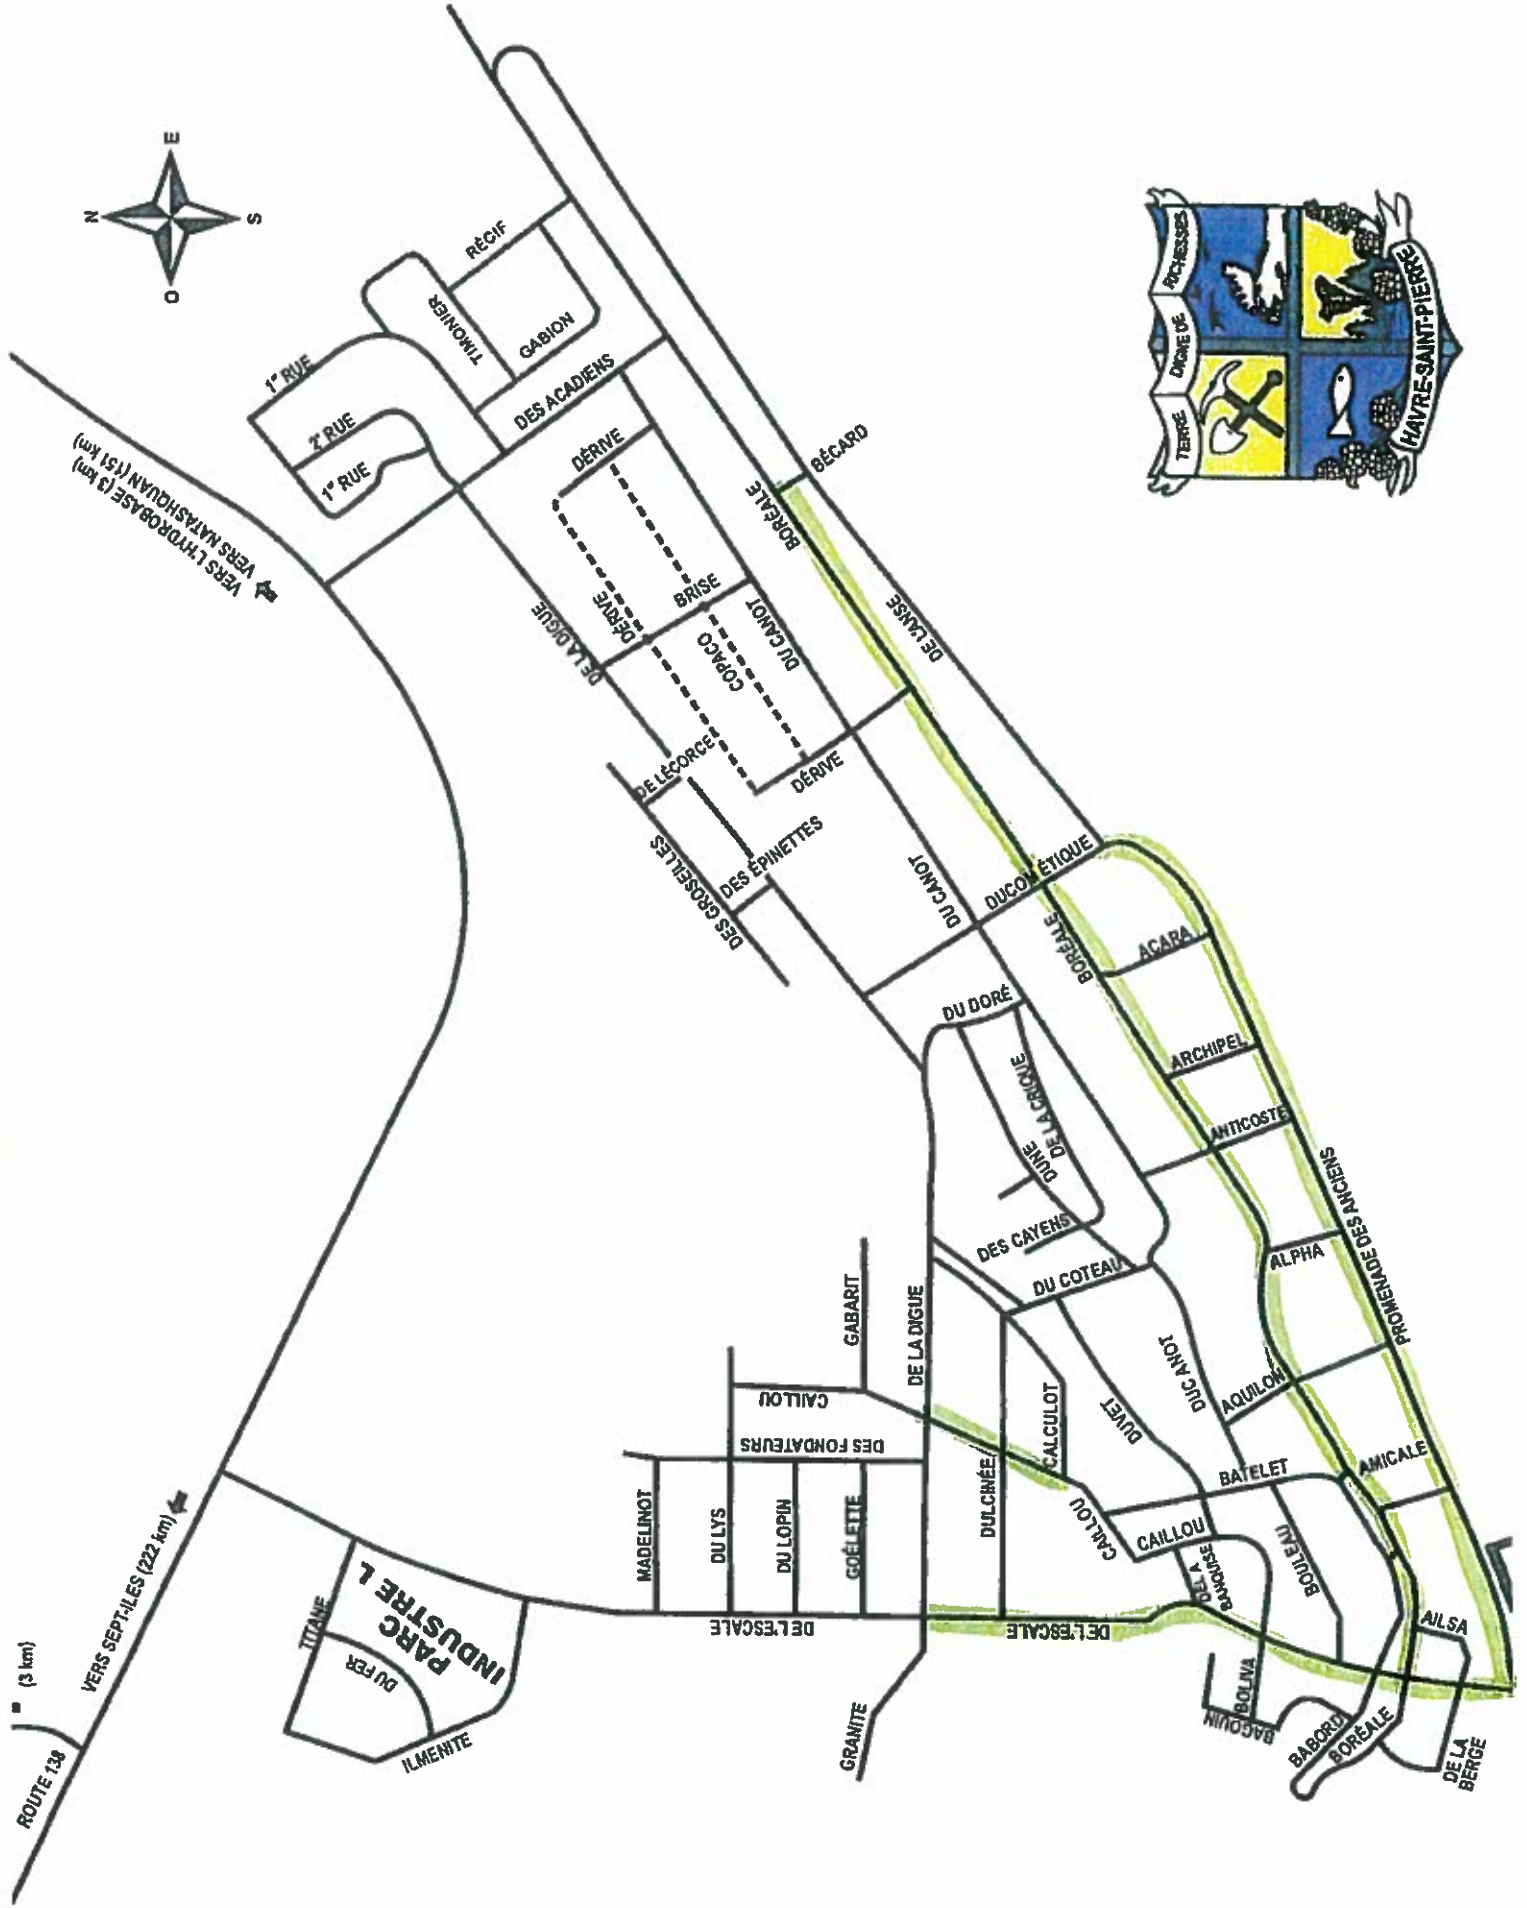 N
E
S
O
1re RUE
2e RUE
1re RUE
TIMONIER
RÉCIF
GABION
DES ACADIENS
VERS L'HYDROBASE (3 km)
VERS NATASHQUAN (151 km)
DÉRIVE
DE LA DIGUE
DÉRIVE
BRISE
COPACO
DU CANOT
BORÉALE
BORÉALE
BÉCARD
DE L'ANSE
TERRE
DIGNE DE
RICHESSES
HAVRE-SAINT-PIERRE
DE LÉCORCE
DÉRIVE
DES GROSEILLES
DES ÉPINETTES
DU CANOT
DUCOMÉTIQUE
BORÉALE
ACARA
DU DORÉ
ARCHIPEL
DE LA CRIQUE
DUNE
ANTICOSTE
DES CAYENS
DU COTEAU
ALPHA
PROMENADE DES ANCIENS
GABARIT
DE LA DIGUE
CAILLOU
DES FONDATEURS
DUC ANOT
AQUILON
CALCULOT
DUVET
AMICALE
BATELET
MADELINOT
DU LYS
DU LOPIN
GOÉLETTE
DULCINÉE
CAILLOU
CAILLOU
DE LA
BANQUISE
BOULEAU
DE L'ESCALE
DE L'ESCALE
AILSA
VERS SEPT-ILES (222 km)
TITANE
PARC
INDUSTRE L
DU FER
ILMENITE
GRANITE
BOLIVA
BAGOUIN
BABORD
BORÉALE
DE LA
BERGE
(3 km)
ROUTE 138